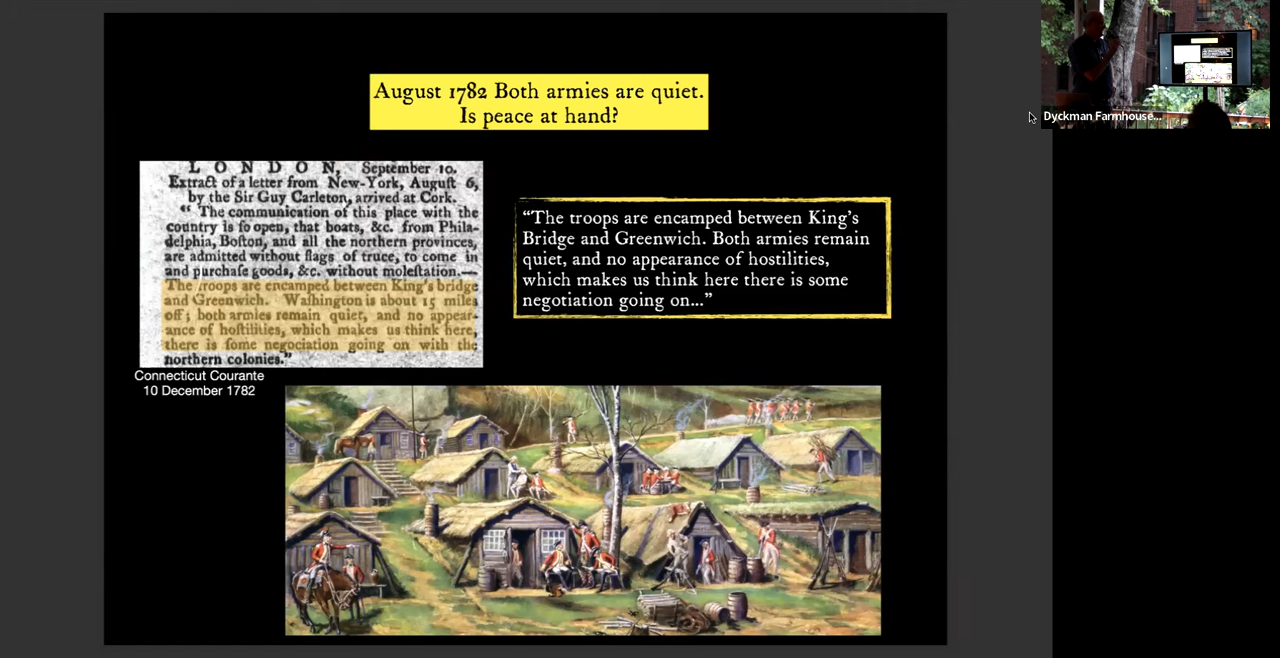 August 1782 Both armies are quiet.
Is peace at hand?
L O N D O N, September 10.
Extract of a letter from New-York, Auguſt 6,
by the Sir Guy Carleton, arrived at Cork.
“ The communication of this place with the
country is ſo open, that boats, &c. from Phila-
delphia, Boſton, and all the northern provinces,
are admitted without flags of truce, to come in
and purchaſe goods, &c. without moleſtation.—
The troops are encamped between King's bridge
and Greenwich. Waſhington is about 15 miles
off; both armies remain quiet, and no appear-
ance of hoſtilities, which makes us think here,
there is ſome negociation going on with the
northern colonies.”
Connecticut Courante
10 December 1782
“The troops are encamped between King’s
Bridge and Greenwich. Both armies remain
quiet, and no appearance of hostilities,
which makes us think here there is some
negotiation going on...”
Dyckman Farmhouse...